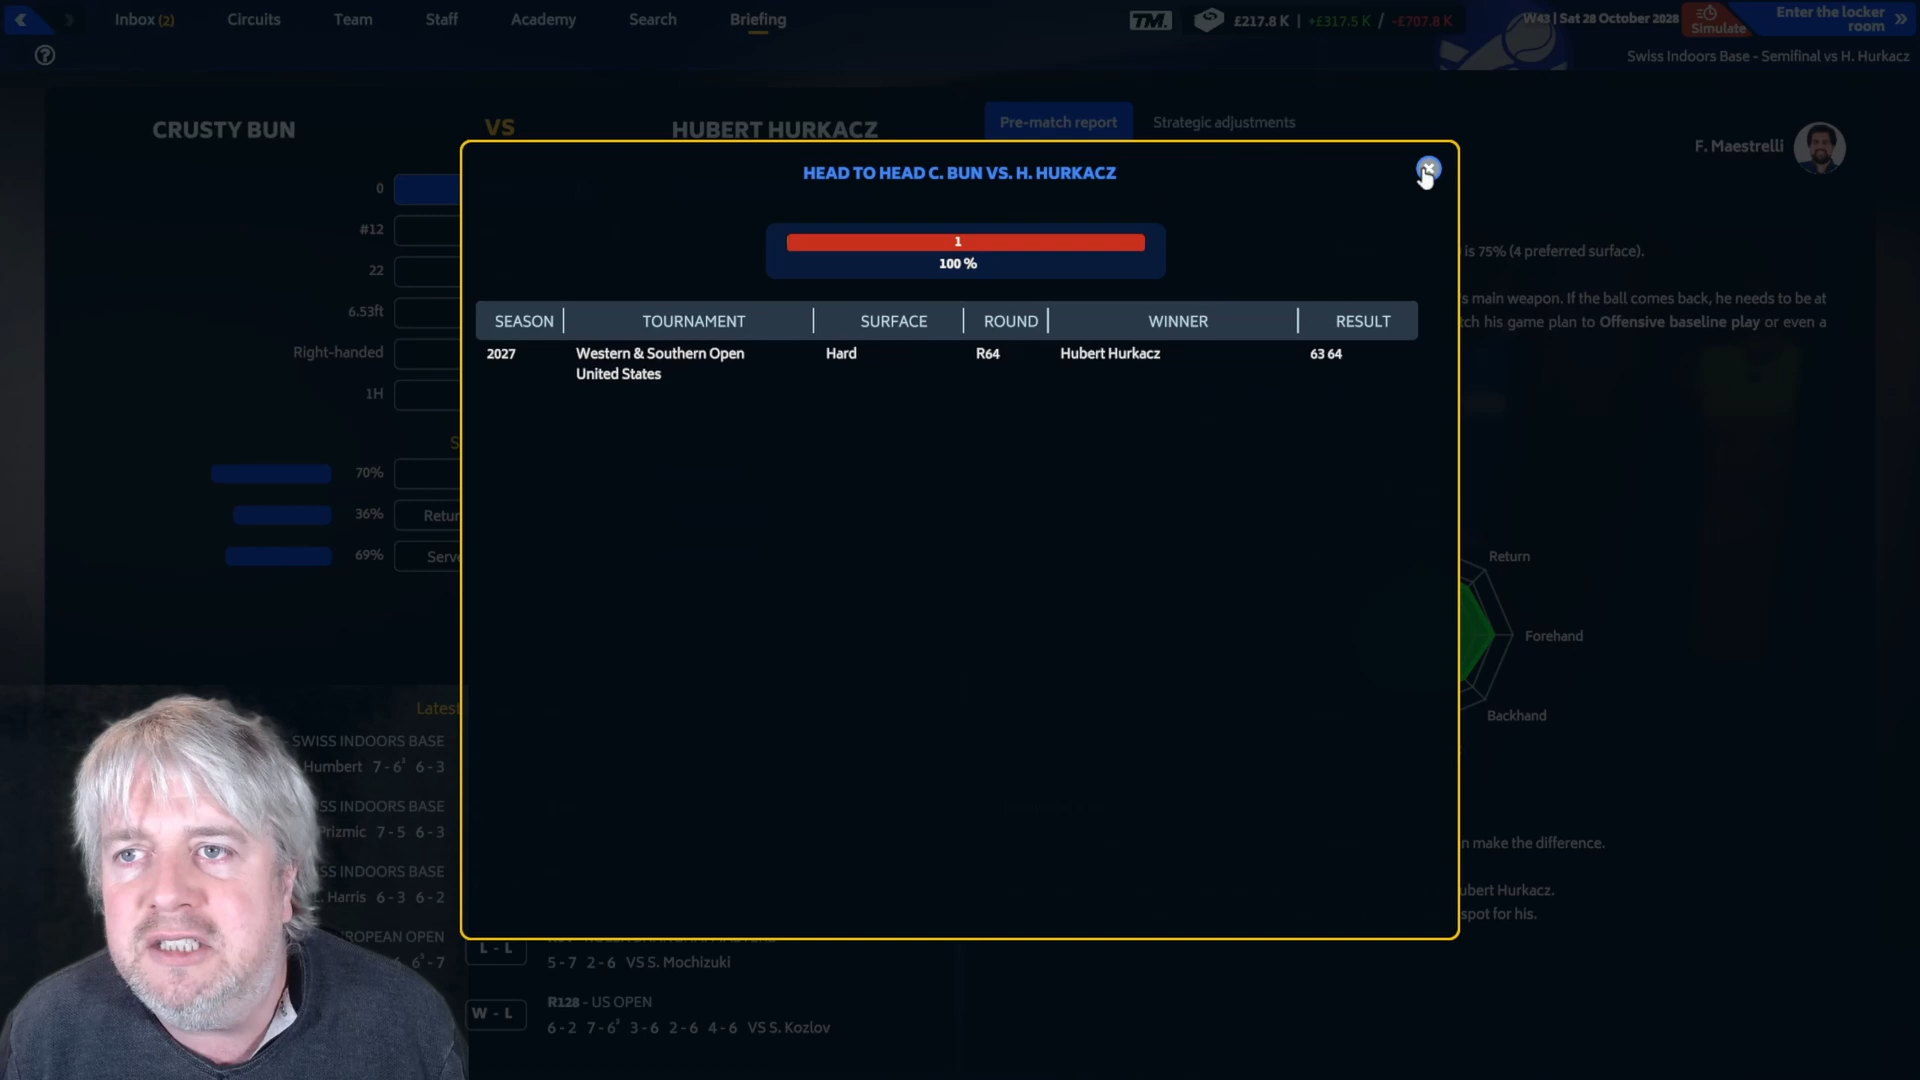 Inbox (2) Circuits Team Staff Academy Search Briefing
TM. £217.8 K | +£317.5 K / -£707.8 K
W43 | Sat 28 October 2028
Simulate
Enter the locker
room
Swiss Indoors Base - Semifinal vs H. Hurkacz
CRUSTY BUN VS HUBERT HURKACZ
Pre-match report Strategic adjustments
F. Maestrelli
HEAD TO HEAD C. BUN VS. H. HURKACZ
1
100 %
SEASON TOURNAMENT SURFACE ROUND WINNER RESULT
2027 Western & Southern Open Hard R64 Hubert Hurkacz 63 64
United States
0
#12
22
6.53ft
Right-handed
1H
70%
36%
69%
is 75% (4 preferred surface).
s main weapon. If the ball comes back, he needs to be at
tch his game plan to Offensive baseline play or even a
Return
Forehand
Backhand
n make the difference.
ubert Hurkacz.
spot for his.
Latest
SWISS INDOORS BASE
Humbert 7 - 6³ 6 - 3
SS INDOORS BASE
Prizmic 7 - 5 6 - 3
SS INDOORS BASE
L. Harris 6 - 3 6 - 2
ROPEAN OPEN
L - L
5 - 7 2 - 6 VS S. Mochizuki
W - L
R128 - US OPEN
6 - 2 7 - 6³ 3 - 6 2 - 6 4 - 6 VS S. Kozlov